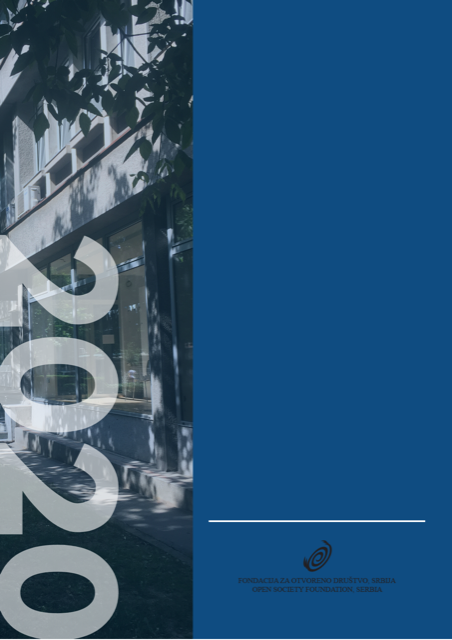 2020
FONDACIJA ZA OTVORENO DRUŠTVO, SRBIJA
OPEN SOCIETY FOUNDATION, SERBIA